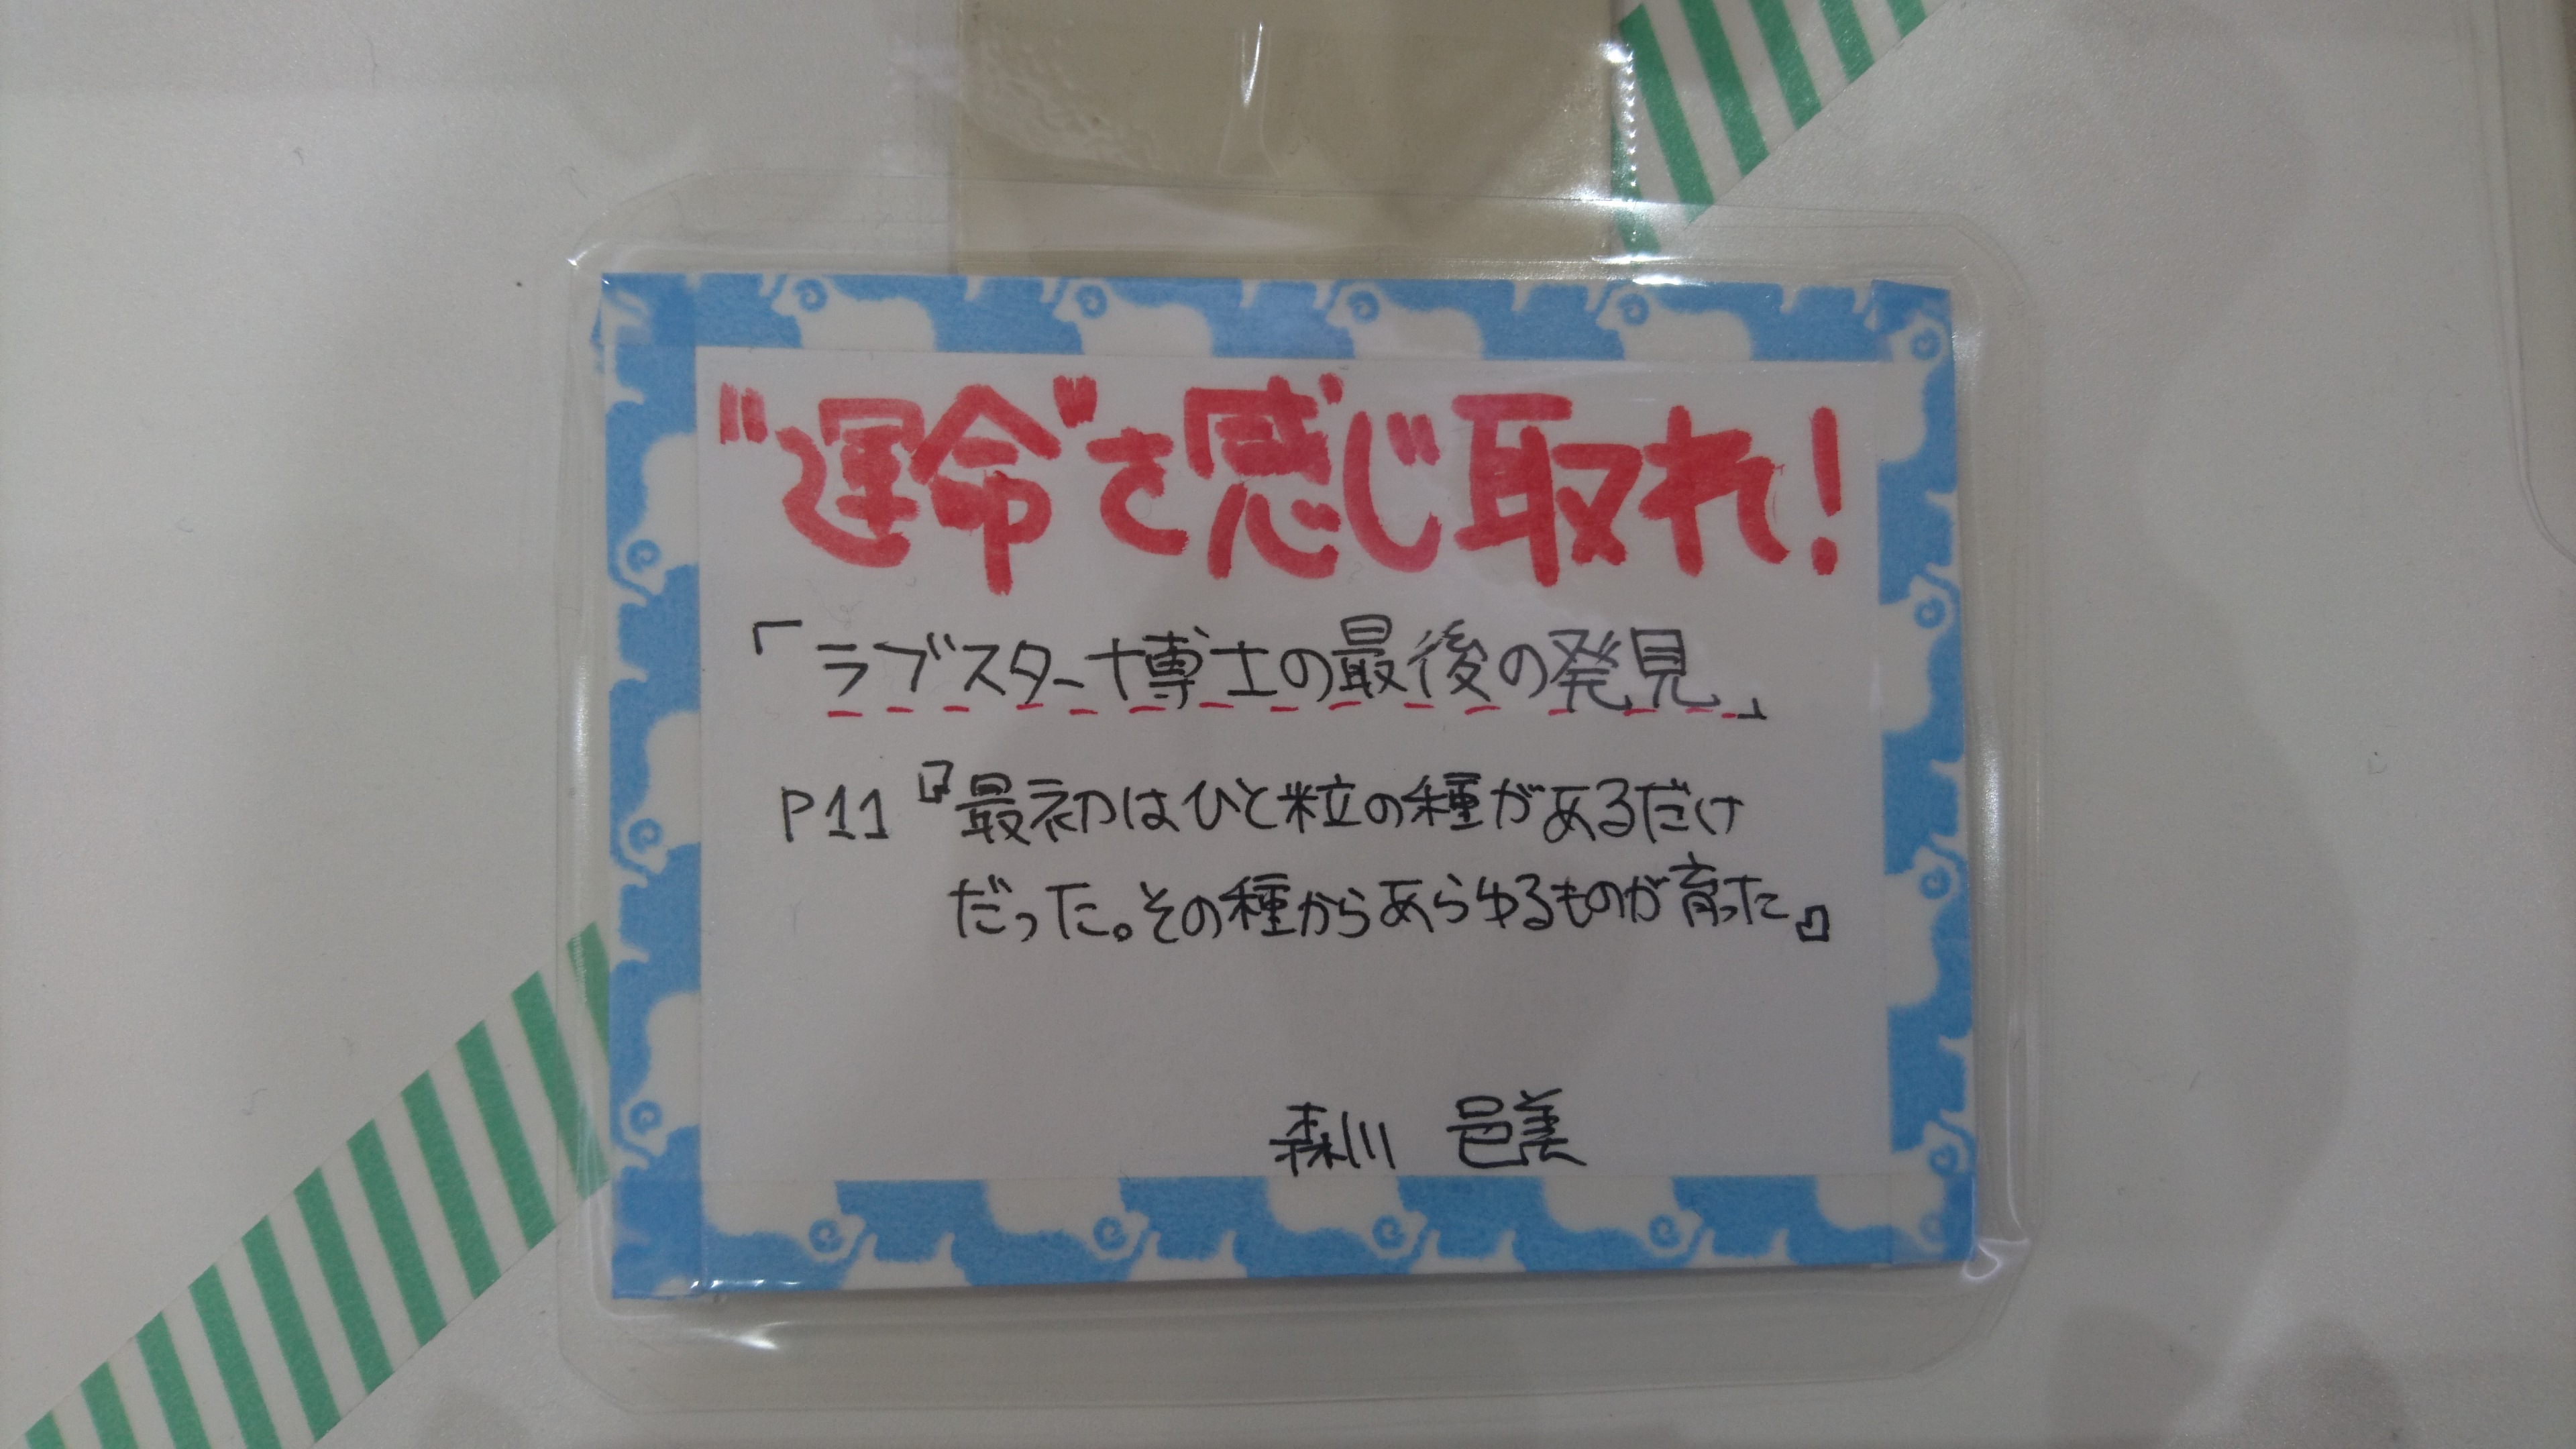 "運命"を感じ取れ!
「ラブスター博士の最後の発見」
P11『最初はひと粒の種があるだけ
だった。その種からあらゆるものが育った』
森川 邑美